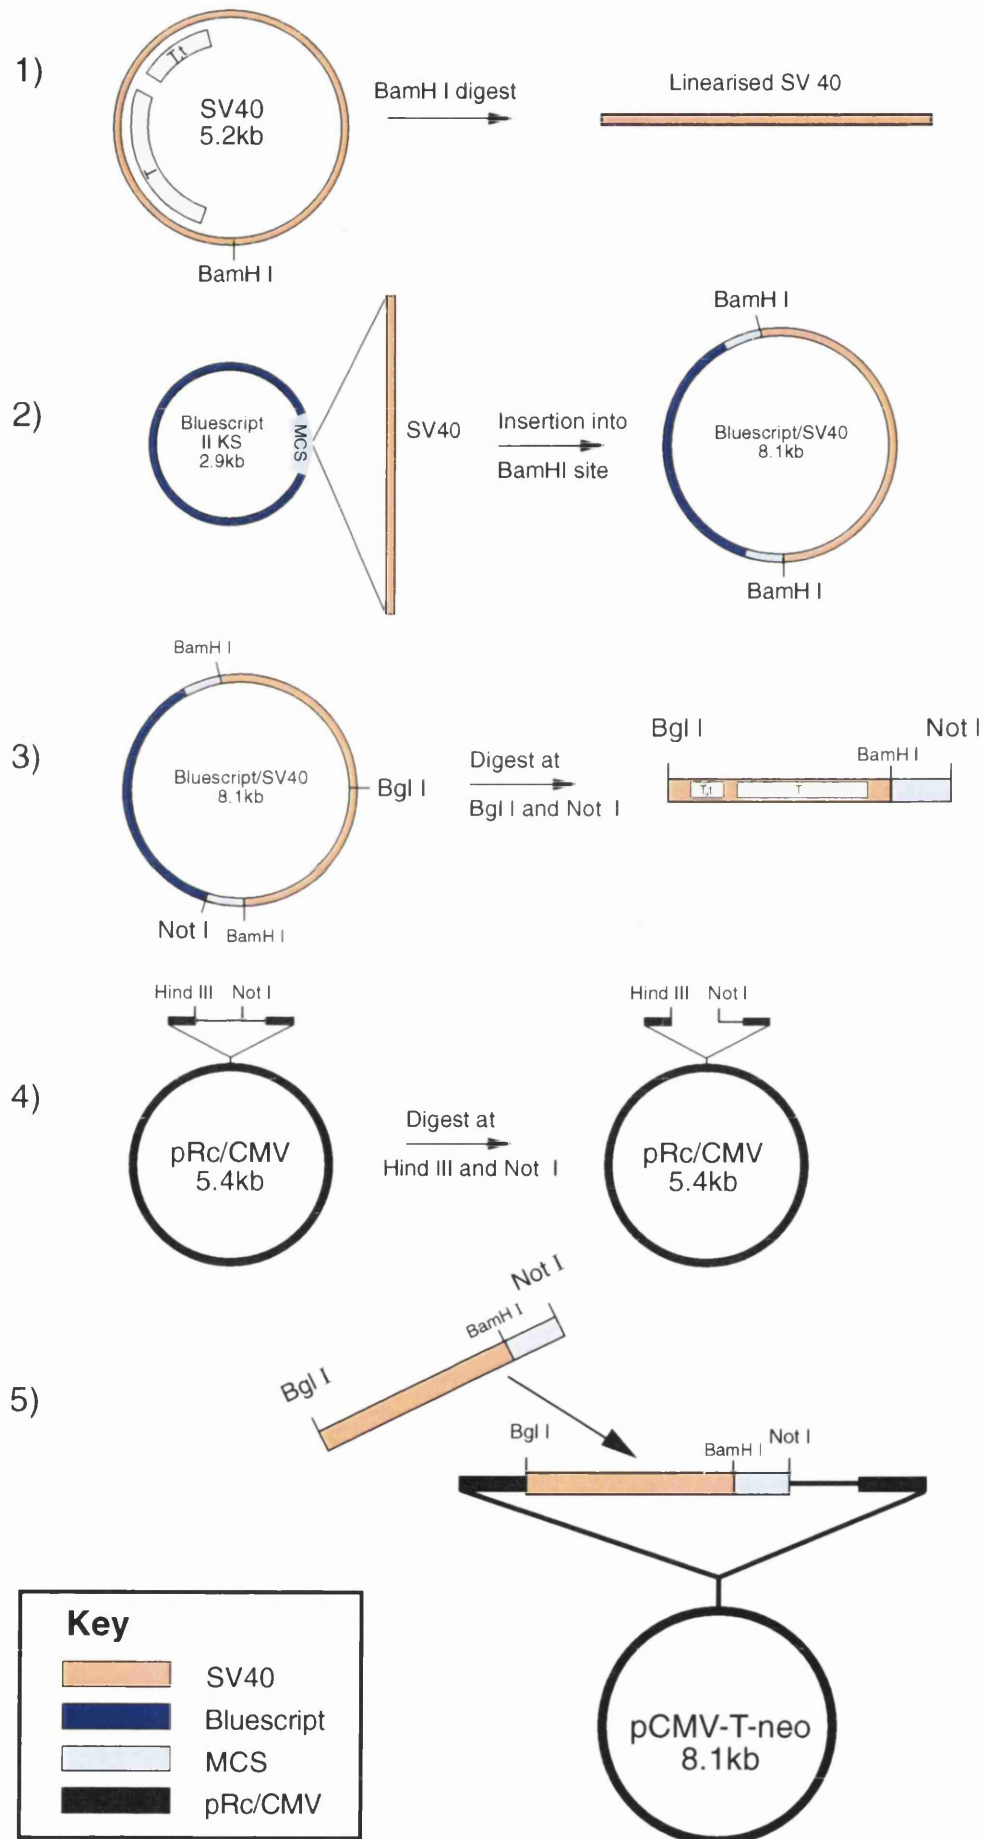 1)
T,t
SV40
5.2kb
T
BamH I
BamH I digest
Linearised SV 40
2)
Bluescript
II KS
2.9kb
MCS
SV40
Insertion into
BamHI site
BamH I
Bluescript/SV40
8.1kb
BamH I
3)
BamH I
Bluescript/SV40
8.1kb
Bgl I
Not I
BamH I
Digest at
Bgl I and Not I
Bgl I
Not I
BamH I
T,t
T
4)
Hind III
Not I
pRc/CMV
5.4kb
Digest at
Hind III and Not I
Hind III
Not I
pRc/CMV
5.4kb
5)
Bgl I
BamH I
Not I
Bgl I
BamH I
Not I
pCMV-T-neo
8.1kb
Key
SV40
Bluescript
MCS
pRc/CMV